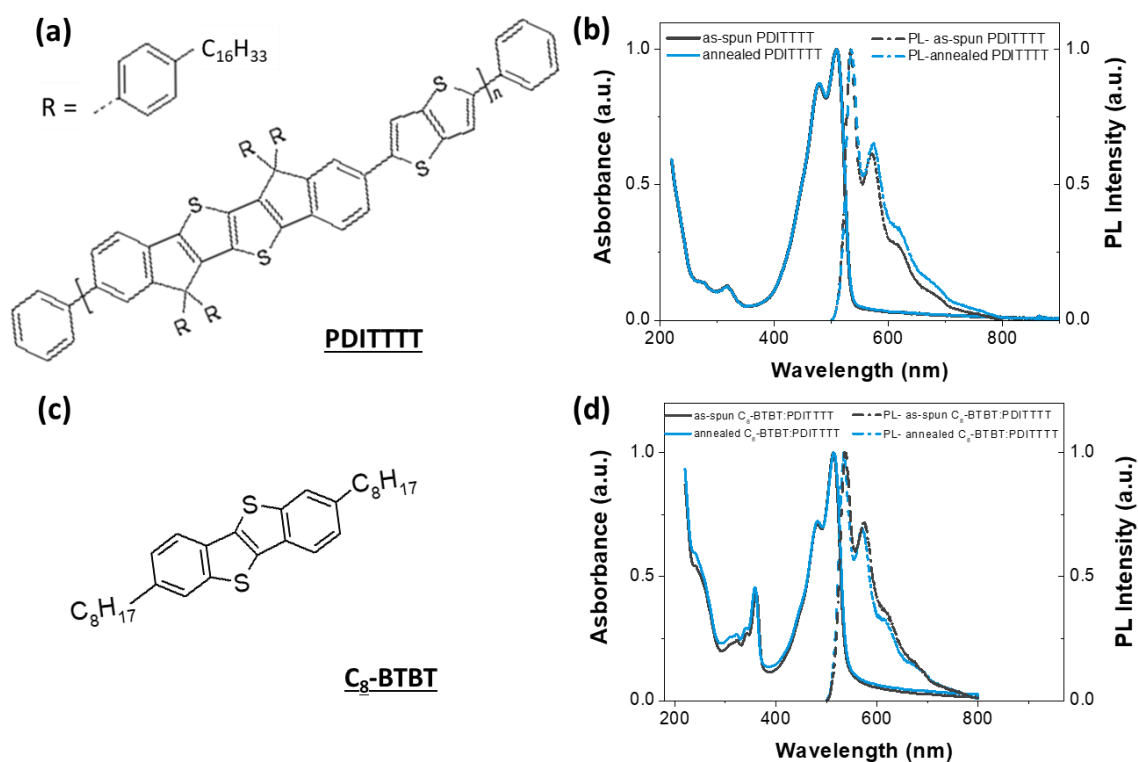 (a)
R =
C16H33
S
S
n
R
R
S
S
R
R
PDITTTT
(b)
as-spun PDITTTT
PL- as-spun PDITTTT
annealed PDITTTT
PL-annealed PDITTTT
1.0
0.5
0.0
1.0
0.5
0.0
Asborbance (a.u.)
PL Intensity (a.u.)
200
400
600
800
Wavelength (nm)
(c)
C8H17
S
S
C8H17
C8-BTBT
(d)
as-spun C8-BTBT:PDITTTT
PL- as-spun C8-BTBT:PDITTTT
annealed C8-BTBT:PDITTTT
PL- annealed C8-BTBT:PDITTTT
1.0
0.5
0.0
1.0
0.5
0.0
Asborbance (a.u.)
PL Intensity (a.u.)
200
400
600
800
Wavelength (nm)